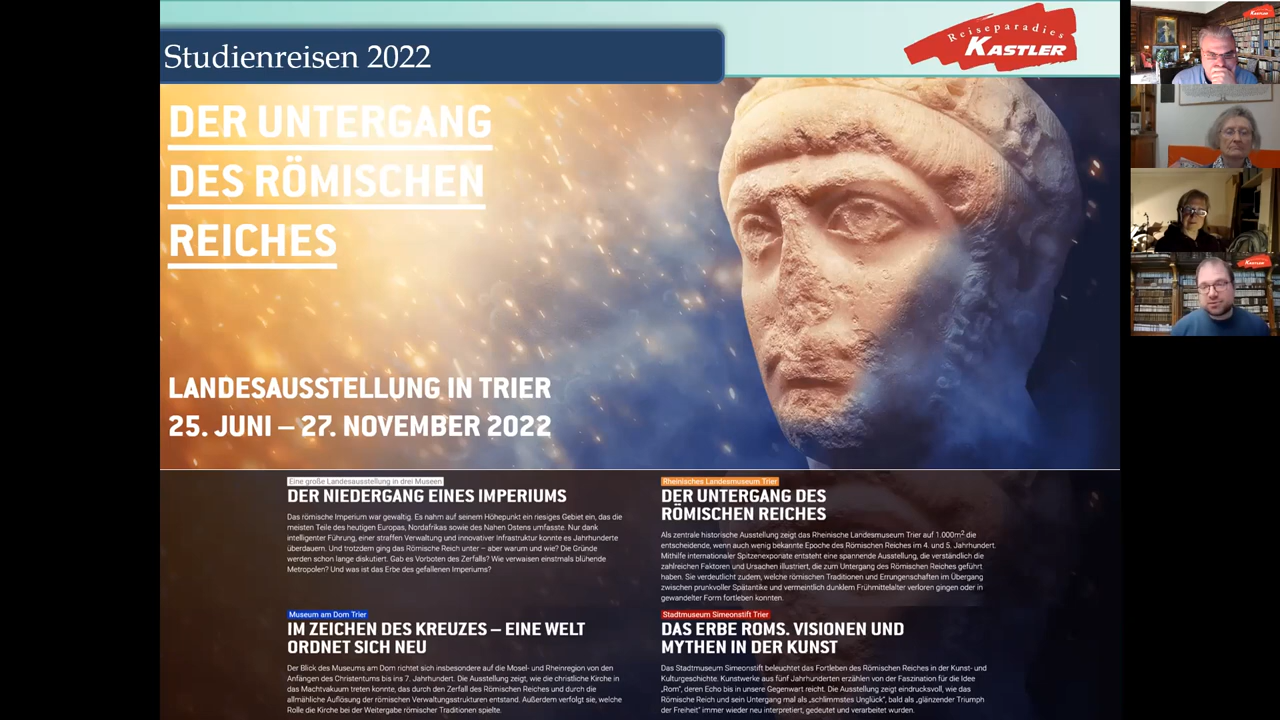 Studienreisen 2022
Reiseparadies
KASTLER
DER UNTERGANG
DES RÖMISCHEN
REICHES
LANDESAUSSTELLUNG IN TRIER
25. JUNI – 27. NOVEMBER 2022
Eine große Landesausstellung in drei Museen
DER NIEDERGANG EINES IMPERIUMS
Das römische Imperium war gewaltig. Es nahm auf seinem Höhepunkt ein riesiges Gebiet ein, das die
meisten Teile des heutigen Europas, Nordafrikas sowie des Nahen Ostens umfasste. Nur dank
intelligenter Führung, einer straffen Verwaltung und innovativer Infrastruktur konnte es Jahrhunderte
überdauern. Und trotzdem ging das Römische Reich unter – aber warum und wie? Die Gründe
werden schon lange diskutiert. Gab es Vorboten des Zerfalls? Wie verwaisen einstmals blühende
Metropolen? Und was ist das Erbe des gefallenen Imperiums?
Rheinisches Landesmuseum Trier
DER UNTERGANG DES
RÖMISCHEN REICHES
Als zentrale historische Ausstellung zeigt das Rheinische Landesmuseum Trier auf 1.000m² die
entscheidende, wenn auch wenig bekannte Epoche des Römischen Reiches im 4. und 5. Jahrhundert.
Mithilfe internationaler Spitzenexponate entsteht eine spannende Ausstellung, die verständlich die
zahlreichen Faktoren und Ursachen illustriert, die zum Untergang des Römischen Reiches geführt
haben. Sie verdeutlicht zudem, welche römischen Traditionen und Errungenschaften im Übergang
zwischen prunkvoller Spätantike und vermeintlich dunklem Frühmittelalter verloren gingen oder in
gewandelter Form fortleben konnten.
Museum am Dom Trier
IM ZEICHEN DES KREUZES – EINE WELT
ORDNET SICH NEU
Der Blick des Museums am Dom richtet sich insbesondere auf die Mosel- und Rheinregion von den
Anfängen des Christentums bis ins 7. Jahrhundert. Die Ausstellung zeigt, wie die christliche Kirche in
das Machtvakuum treten konnte, das durch den Zerfall des Römischen Reiches und durch die
allmähliche Auflösung der römischen Verwaltungsstrukturen entstand. Außerdem verfolgt sie, welche
Rolle die Kirche bei der Weitergabe römischer Traditionen spielte.
Stadtmuseum Simeonstift Trier
DAS ERBE ROMS. VISIONEN UND
MYTHEN IN DER KUNST
Das Stadtmuseum Simeonstift beleuchtet das Fortleben des Römischen Reiches in der Kunst- und
Kulturgeschichte. Kunstwerke aus fünf Jahrhunderten erzählen von der Faszination für die Idee
„Rom“, deren Echo bis in unsere Gegenwart reicht. Die Ausstellung zeigt eindrucksvoll, wie das
Römische Reich und sein Untergang mal als „schlimmstes Unglück“, bald als „glänzender Triumph
der Freiheit“ immer wieder neu interpretiert, gedeutet und verarbeitet wurden.
KASTLER
KASTLER